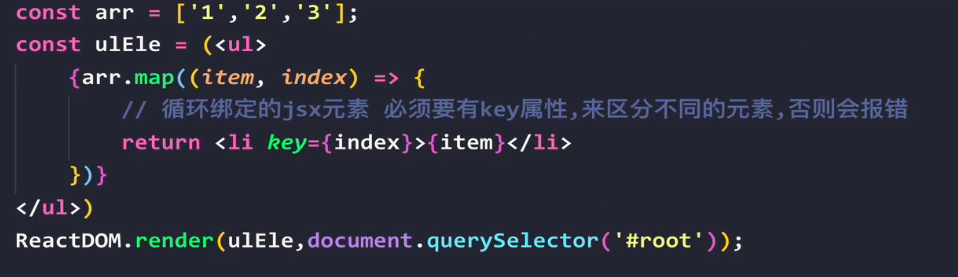 const arr = ['1','2','3'];
const ulEle = (<ul>
{arr.map((item, index) => {
// 循环绑定的jsx元素 必须要有key属性,来区分不同的元素,否则会报错
return <li key={index}>{item}</li>
})}
</ul>)
ReactDOM.render(ulEle,document.querySelector('#root'));